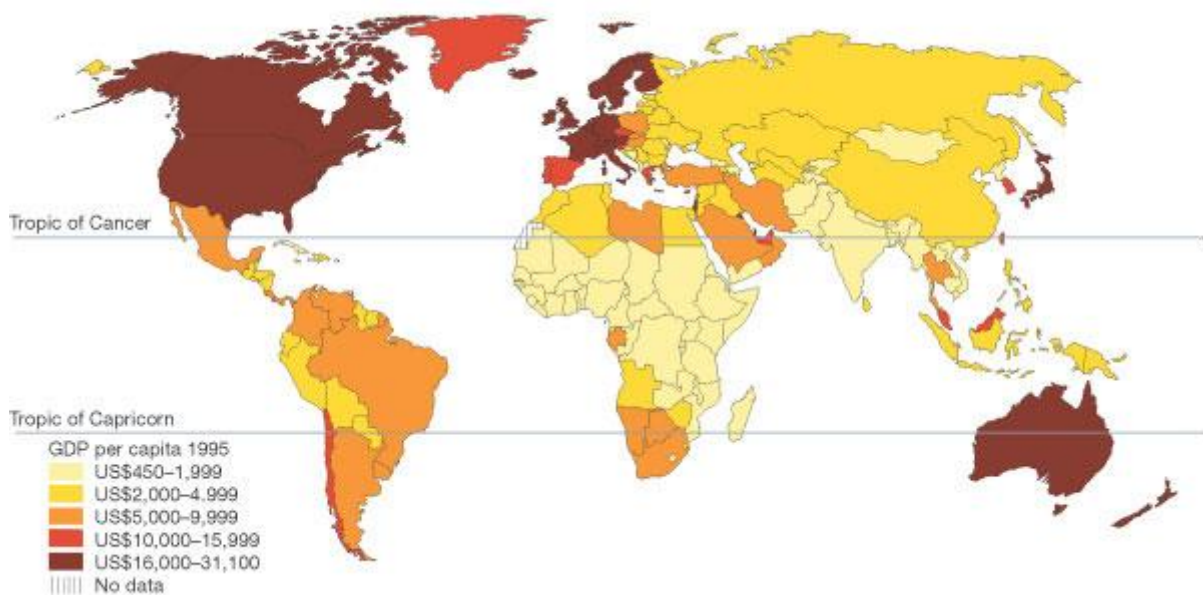 Tropic of Cancer
Tropic of Capricorn
GDP per capita 1995
US$450–1,999
US$2,000–4.999
US$5,000–9,999
US$10,000–15,999
US$16,000–31,100
No data